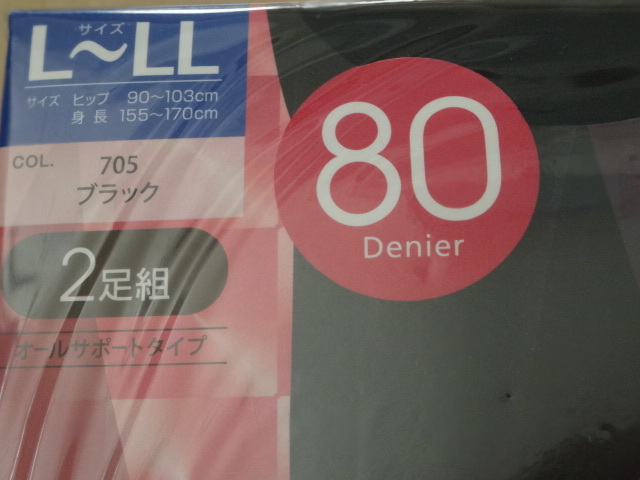 サイズ
L〜LL
サイズ ヒップ 90〜103cm
身長 155〜170cm
COL. 705
ブラック
2足組
オールサポートタイプ
80
Denier